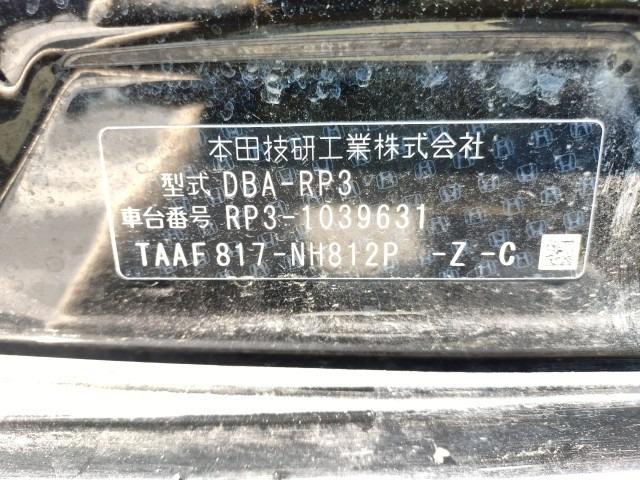 本田技研工業株式会社
型式 DBA-RP3
車台番号 RP3-1039631
TAAF 817-NH812P -Z -C